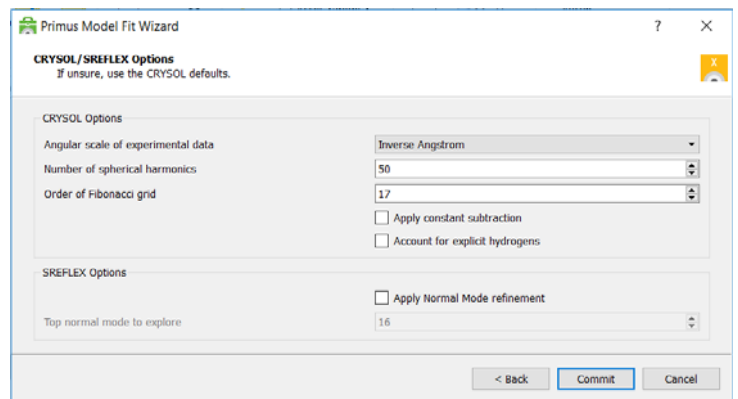 Primus Model Fit Wizard
?
CRYSOL/SREFLEX Options
If unsure, use the CRYSOL defaults.
X
CRYSOL Options
Angular scale of experimental data
Inverse Angstrom
Number of spherical harmonics
50
Order of Fibonacci grid
17
Apply constant subtraction
Account for explicit hydrogens
SREFLEX Options
Apply Normal Mode refinement
Top normal mode to explore
16
< Back
Commit
Cancel